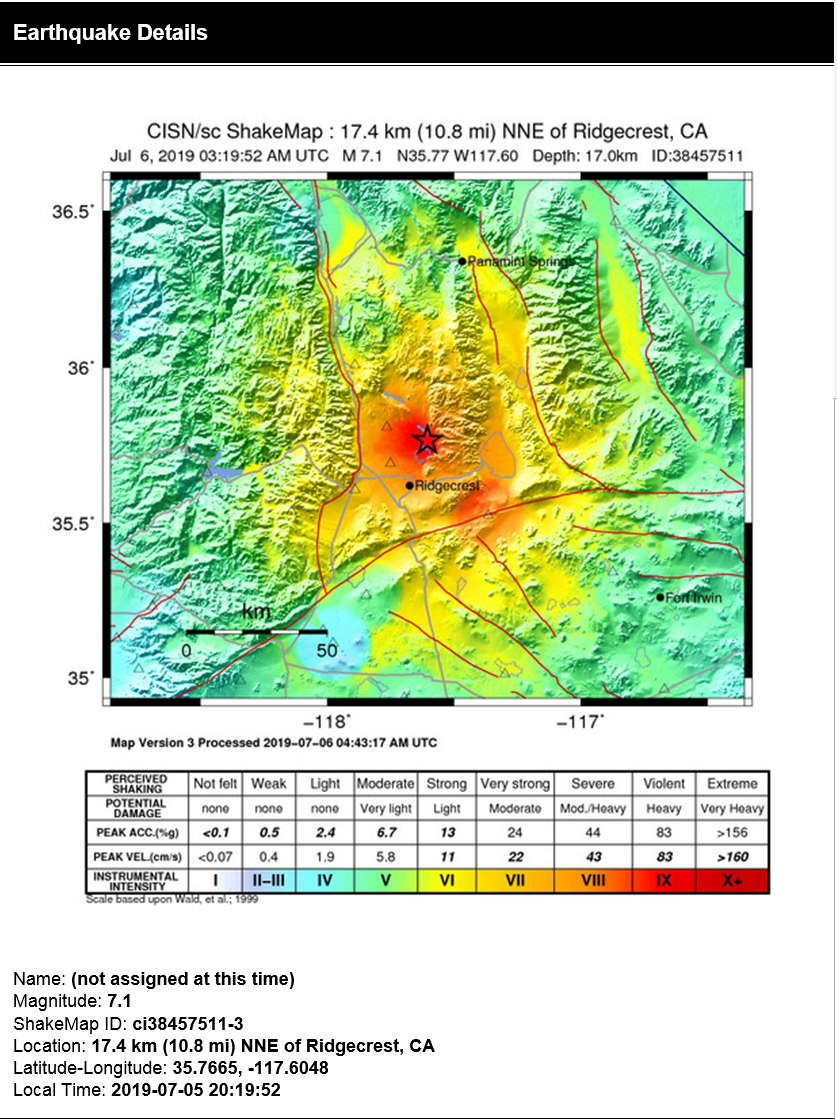 Earthquake Details
CISN/sc ShakeMap : 17.4 km (10.8 mi) NNE of Ridgecrest, CA
Jul 6, 2019 03:19:52 AM UTC M 7.1 N35.77 W117.60 Depth: 17.0km ID:38457511
36.5°
Panamint Springs
36°
Ridgecrest
35.5°
Fort Irwin
km
0 50
35°
−118° −117°
Map Version 3 Processed 2019−07−06 04:43:17 AM UTC
PERCEIVED SHAKING Not felt Weak Light Moderate Strong Very strong Severe Violent Extreme
POTENTIAL DAMAGE none none none Very light Light Moderate Mod./Heavy Heavy Very Heavy
PEAK ACC.(%g) <0.1 0.5 2.4 6.7 13 24 44 83 >156
PEAK VEL.(cm/s) <0.07 0.4 1.9 5.8 11 22 43 83 >160
INSTRUMENTAL INTENSITY I II−III IV V VI VII VIII IX X+
Scale based upon Wald, et al.; 1999
Name: (not assigned at this time)
Magnitude: 7.1
ShakeMap ID: ci38457511-3
Location: 17.4 km (10.8 mi) NNE of Ridgecrest, CA
Latitude-Longitude: 35.7665, -117.6048
Local Time: 2019-07-05 20:19:52